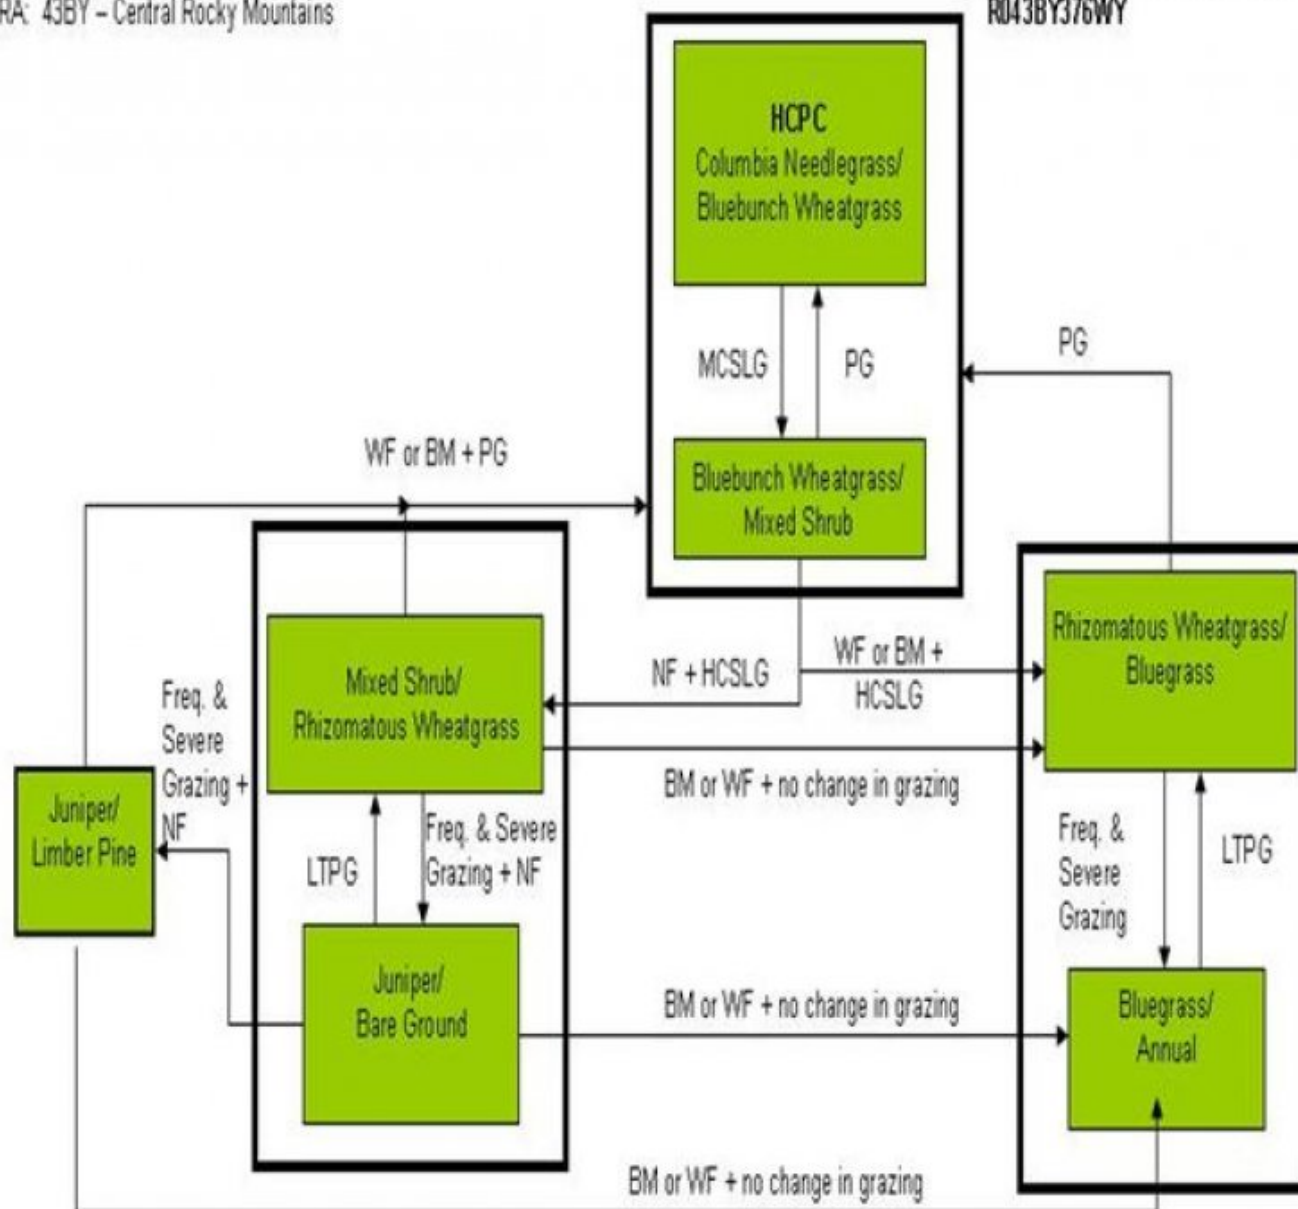 RA: 43BY – Central Rocky Mountains
R043BY376WY
HCPC
Columbia Needlegrass/
Bluebunch Wheatgrass
MCSLG
PG
PG
WF or BM + PG
Bluebunch Wheatgrass/
Mixed Shrub
Mixed Shrub/
Rhizomatous Wheatgrass
NF + HCSLG
WF or BM +
HCSLG
Rhizomatous Wheatgrass/
Bluegrass
Freq. &
Severe
Grazing +
NF
BM or WF + no change in grazing
Juniper/
Limber Pine
LTPG
Freq. & Severe
Grazing + NF
Freq. &
Severe
Grazing
LTPG
Juniper/
Bare Ground
BM or WF + no change in grazing
Bluegrass/
Annual
BM or WF + no change in grazing